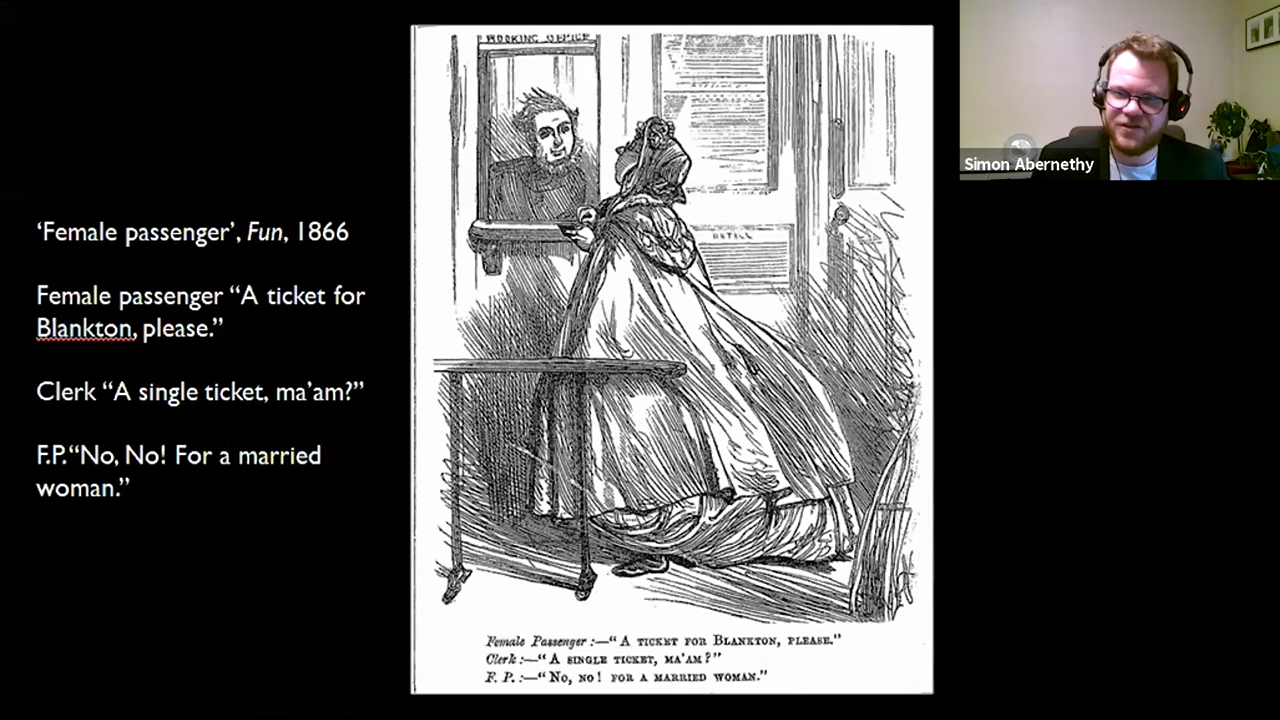 ‘Female passenger’, Fun, 1866
Female passenger “A ticket for
Blankton, please.”
Clerk “A single ticket, ma’am?”
F.P.“No, No! For a married
woman.”
BOOKING OFFICE
Female Passenger :—“ A TICKET FOR BLANKTON, PLEASE.”
Clerk :—“ A SINGLE TICKET, MA’AM ? ”
F. P. :—“ NO, NO ! FOR A MARRIED WOMAN.”
Simon Abernethy